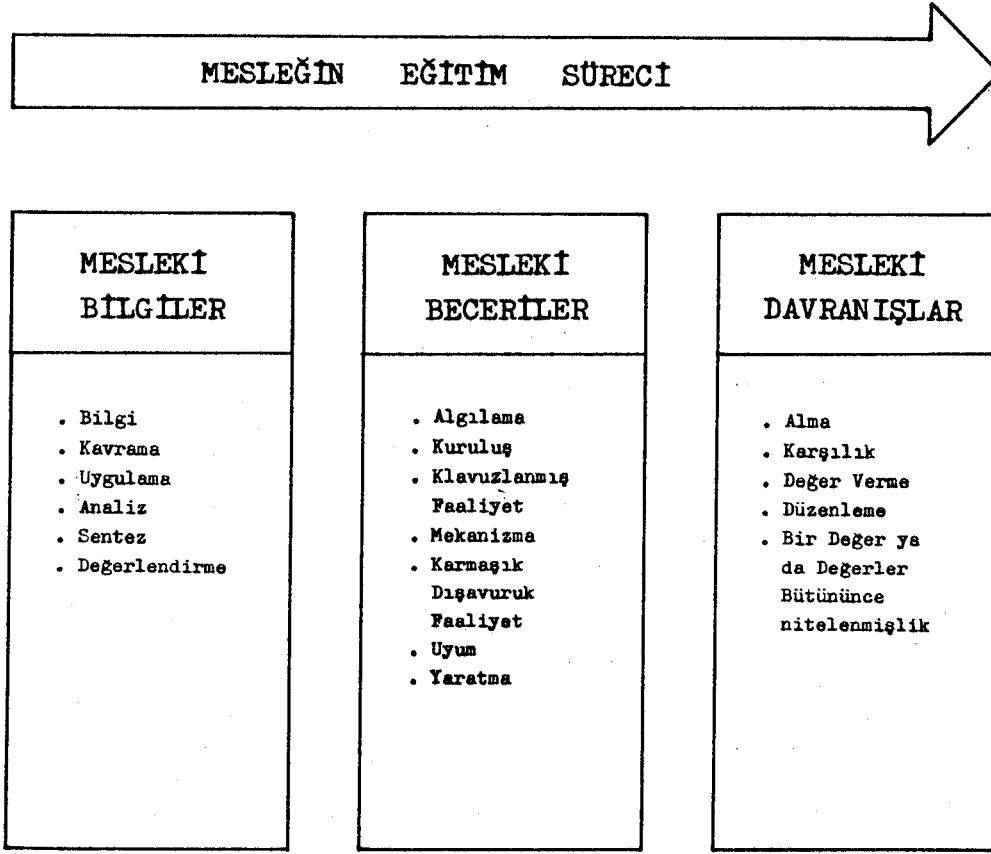 MESLEĞİN EĞİTİM SÜRECİ
MESLEKİ
BİLGİLER
. Bilgi
. Kavrama
. Uygulama
. Analiz
. Sentez
. Değerlendirme
MESLEKİ
BECERİLER
. Algılama
. Kuruluş
. Klavuzlanmış
Faaliyet
. Mekanizma
. Karmaşık
Dışavuruk
Faaliyet
. Uyum
. Yaratma
MESLEKİ
DAVRANIŞLAR
. Alma
. Karşılık
. Değer Verme
. Düzenleme
. Bir Değer ya
da Değerler
Bütününce
nitelenmişlik